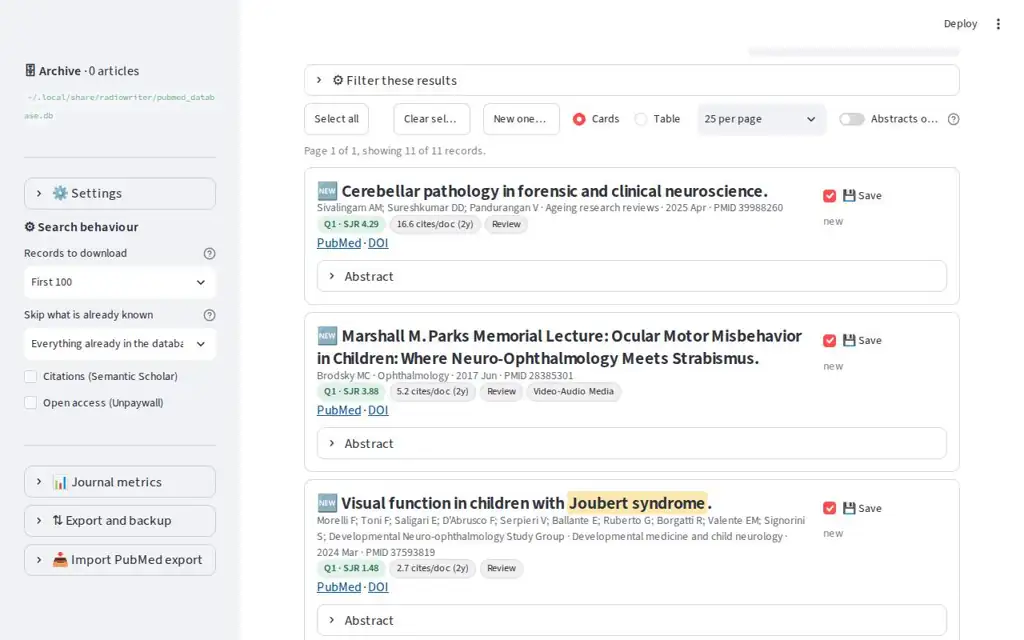 Deploy
🗄 Archive · 0 articles
~/.local/share/radiowriter/pubmed_datab
ase.db
⚙️ Settings
⚙ Search behaviour
Records to download
First 100
Skip what is already known
Everything already in the databa
Citations (Semantic Scholar)
Open access (Unpaywall)
📊 Journal metrics
⇅ Export and backup
📥 Import PubMed export
⚙ Filter these results
Select all
Clear sel...
New one...
Cards
Table
25 per page
Abstracts o...
Page 1 of 1, showing 11 of 11 records.
🆕 Cerebellar pathology in forensic and clinical neuroscience.
Sivalingam AM; Sureshkumar DD; Pandurangan V · Ageing research reviews · 2025 Apr · PMID 39988260
Q1 · SJR 4.29 16.6 cites/doc (2y) Review
PubMed · DOI
Abstract
💾 Save
new
🆕 Marshall M. Parks Memorial Lecture: Ocular Motor Misbehavior
in Children: Where Neuro-Ophthalmology Meets Strabismus.
Brodsky MC · Ophthalmology · 2017 Jun · PMID 28385301
Q1 · SJR 3.88 5.2 cites/doc (2y) Review Video-Audio Media
PubMed · DOI
Abstract
💾 Save
new
🆕 Visual function in children with Joubert syndrome.
Morelli F; Toni F; Saligari E; D'Abrusco F; Serpieri V; Ballante E; Ruberto G; Borgatti R; Valente EM; Signorini
S; Developmental Neuro-ophthalmology Study Group · Developmental medicine and child neurology ·
2024 Mar · PMID 37593819
Q1 · SJR 1.48 2.7 cites/doc (2y) Review
PubMed · DOI
Abstract
💾 Save
new